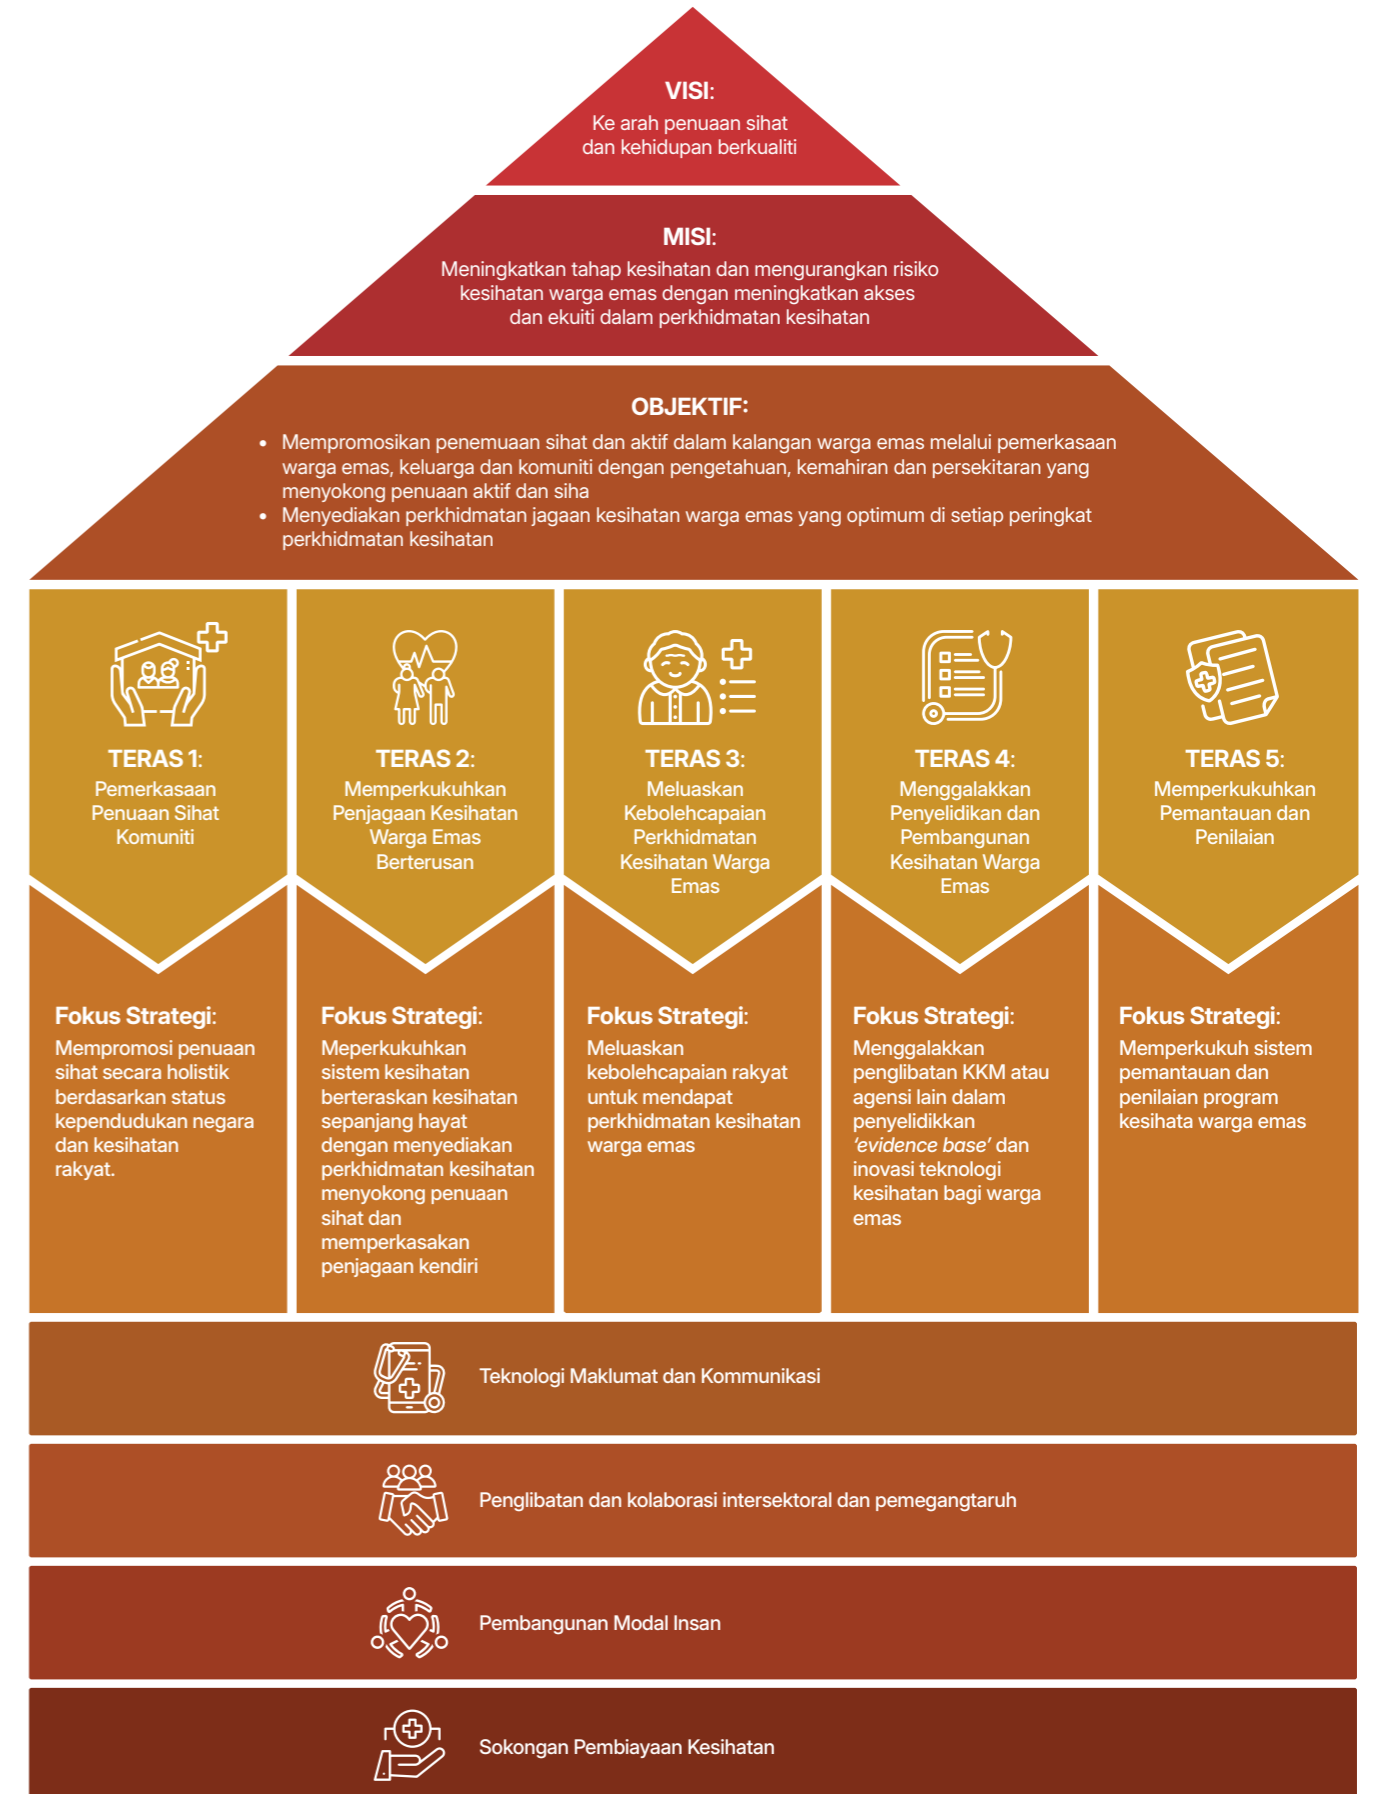 VISI:
Ke arah penuaan sihat
dan kehidupan berkualiti
MISI:
Meningkatkan tahap kesihatan dan mengurangkan risiko
kesihatan warga emas dengan meningkatkan akses
dan ekuiti dalam perkhidmatan kesihatan
OBJEKTIF:
• Mempromosikan penemuaan sihat dan aktif dalam kalangan warga emas melalui pemerkasaan
warga emas, keluarga dan komuniti dengan pengetahuan, kemahiran dan persekitaran yang
menyokong penuaan aktif dan siha
• Menyediakan perkhidmatan jagaan kesihatan warga emas yang optimum di setiap peringkat
perkhidmatan kesihatan
TERAS 1:
Pemerkasaan
Penuaan Sihat
Komuniti
TERAS 2:
Memperkukuhkan
Penjagaan Kesihatan
Warga Emas
Berterusan
TERAS 3:
Meluaskan
Kebolehcapaian
Perkhidmatan
Kesihatan Warga
Emas
TERAS 4:
Menggalakkan
Penyelidikan dan
Pembangunan
Kesihatan Warga
Emas
TERAS 5:
Memperkukuhkan
Pemantauan dan
Penilaian
Fokus Strategi:
Mempromosi penuaan
sihat secara holistik
berdasarkan status
kependudukan negara
dan kesihatan
rakyat.
Fokus Strategi:
Meperkukuhkan
sistem kesihatan
berteraskan kesihatan
sepanjang hayat
dengan menyediakan
perkhidmatan kesihatan
menyokong penuaan
sihat dan
memperkasakan
penjagaan kendiri
Fokus Strategi:
Meluaskan
kebolehcapaian rakyat
untuk mendapat
perkhidmatan kesihatan
warga emas
Fokus Strategi:
Menggalakkan
penglibatan KKM atau
agensi lain dalam
penyelidikkan
‘evidence base’ dan
inovasi teknologi
kesihatan bagi warga
emas
Fokus Strategi:
Memperkukuh sistem
pemantauan dan
penilaian program
kesihata warga emas
Teknologi Maklumat dan Kommunikasi
Penglibatan dan kolaborasi intersektoral dan pemegangtaruh
Pembangunan Modal Insan
Sokongan Pembiayaan Kesihatan